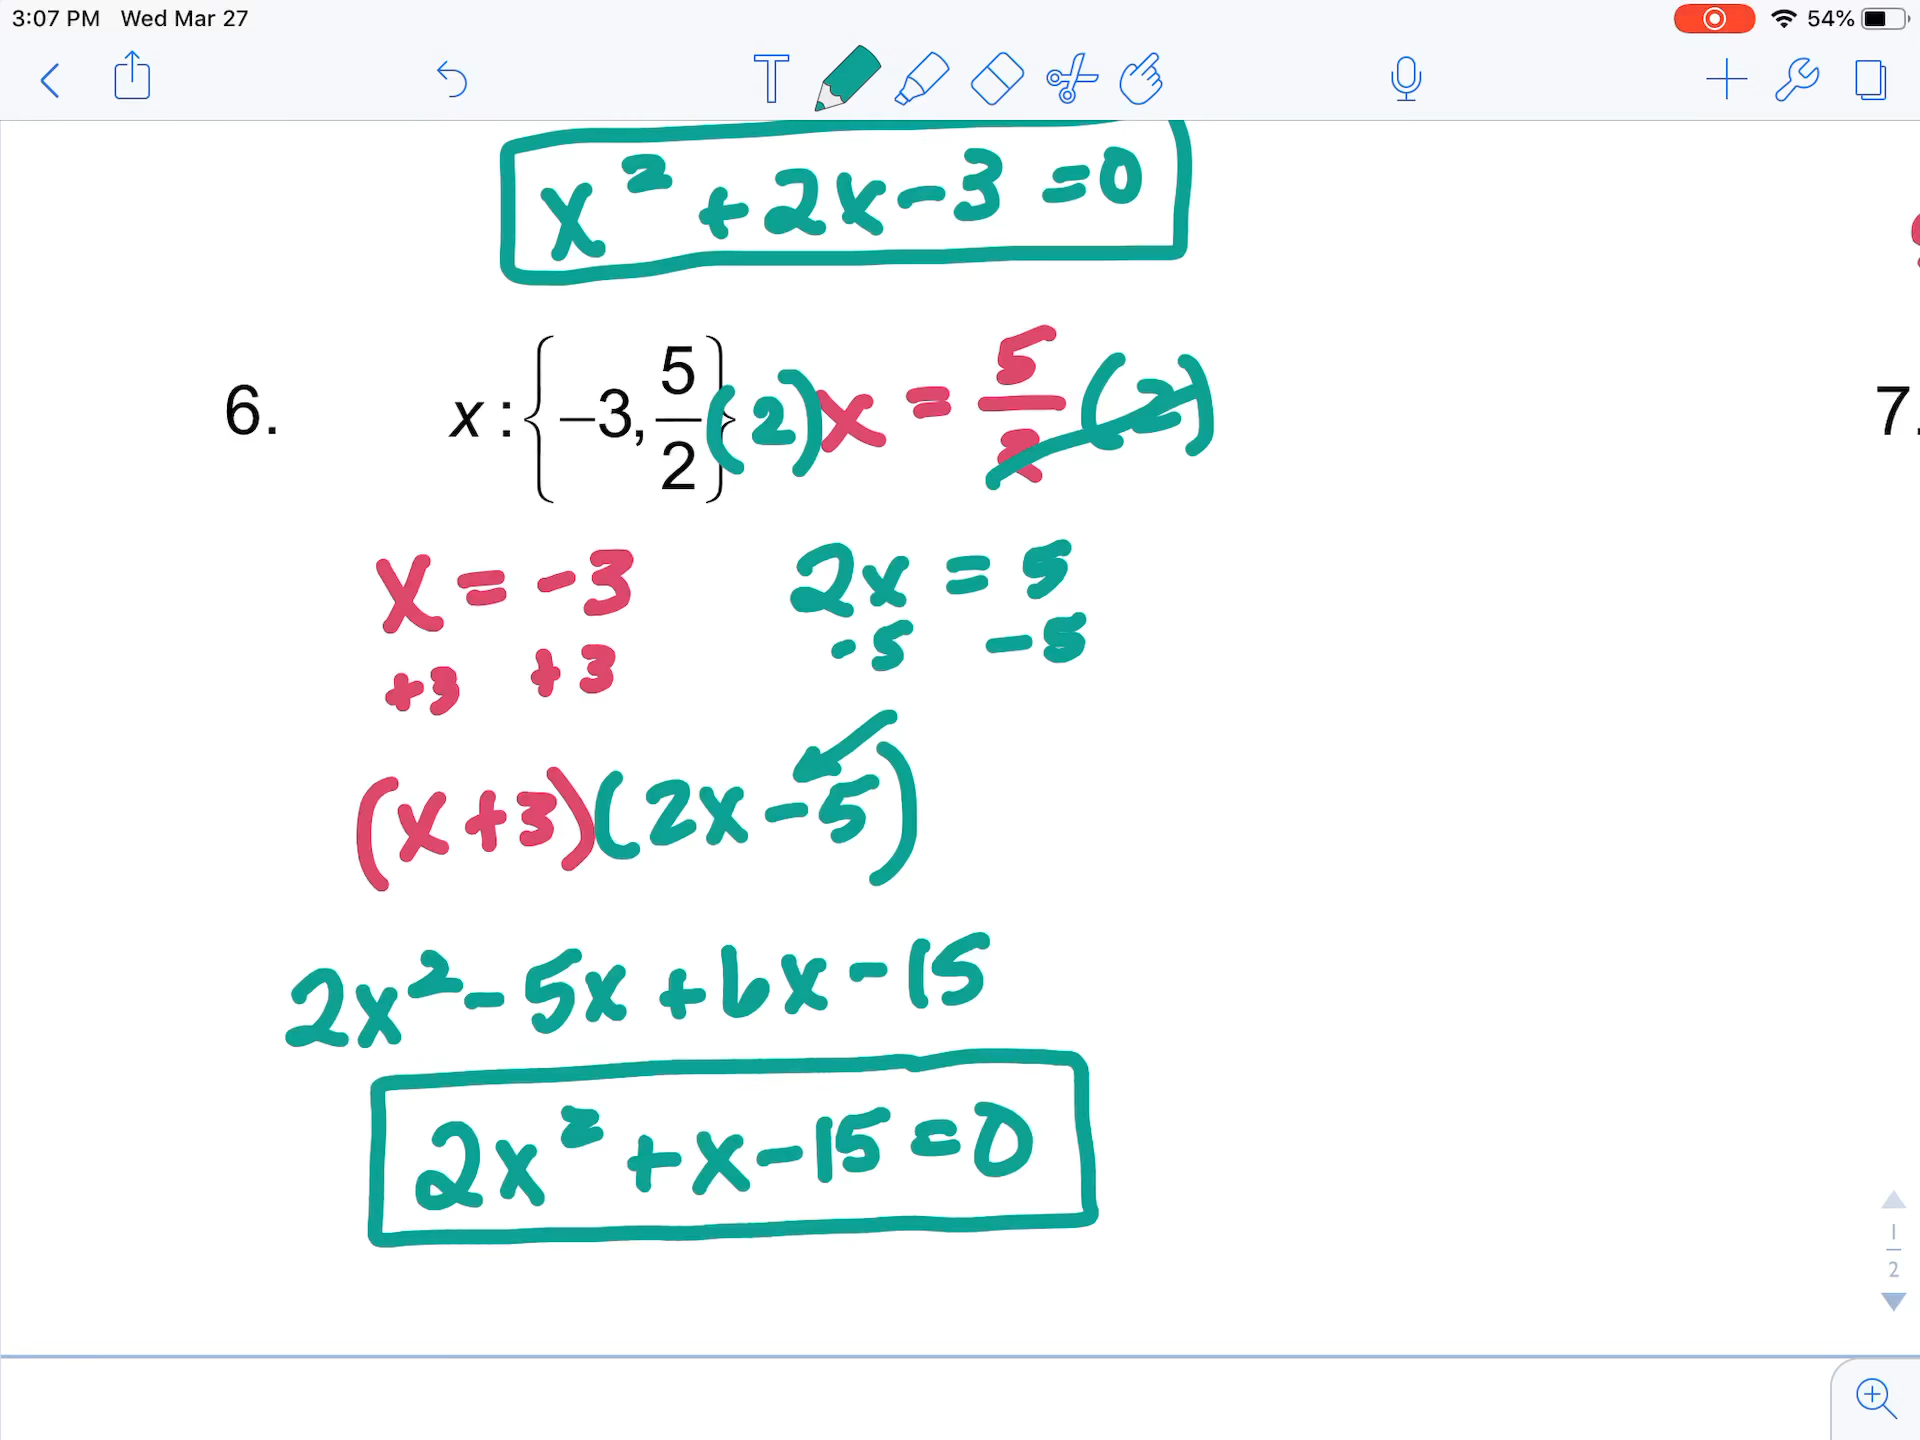 3:07 PM Wed Mar 27 54%
T
x² + 2x - 3 = 0
6. x : {-3, 5/2} (2)x = 5/2 (2) 7.
x = -3 2x = 5
+3 +3 -5 -5
(x+3)(2x-5)
2x² - 5x + 6x - 15
2x² + x - 15 = 0
1
2